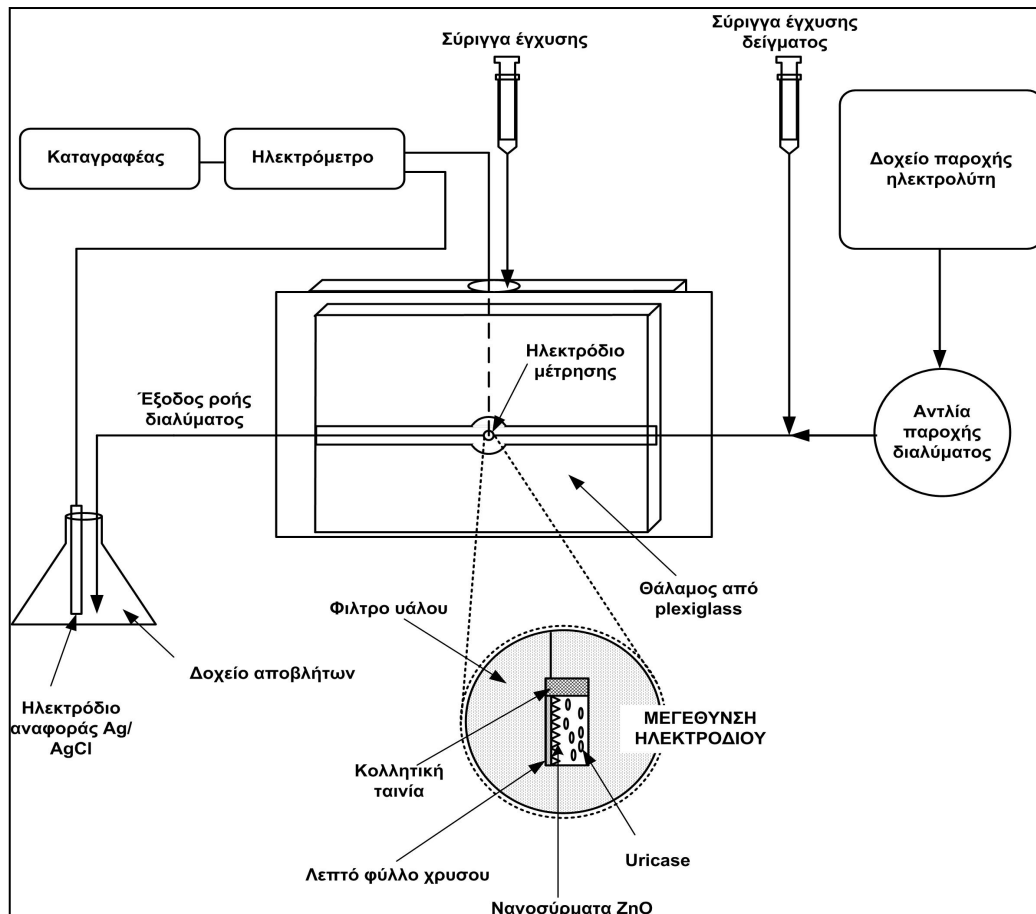 Σύριγγα έγχυσης
Σύριγγα έγχυσης
δείγματος
Καταγραφέας
Ηλεκτρόμετρο
Δοχείο παροχής
ηλεκτρολύτη
Ηλεκτρόδιο
μέτρησης
Έξοδος ροής
διαλύματος
Αντλία
παροχής
διαλύματος
Θάλαμος από
plexiglass
Φιλτρο υάλου
Δοχείο αποβλήτων
Ηλεκτρόδιο
αναφοράς Ag/
AgCl
ΜΕΓΕΘΥΝΣΗ
ΗΛΕΚΤΡΟΔΙΟΥ
Κολλητική
ταινία
Uricase
Λεπτό φύλλο χρυσου
Νανοσύρματα ZnO